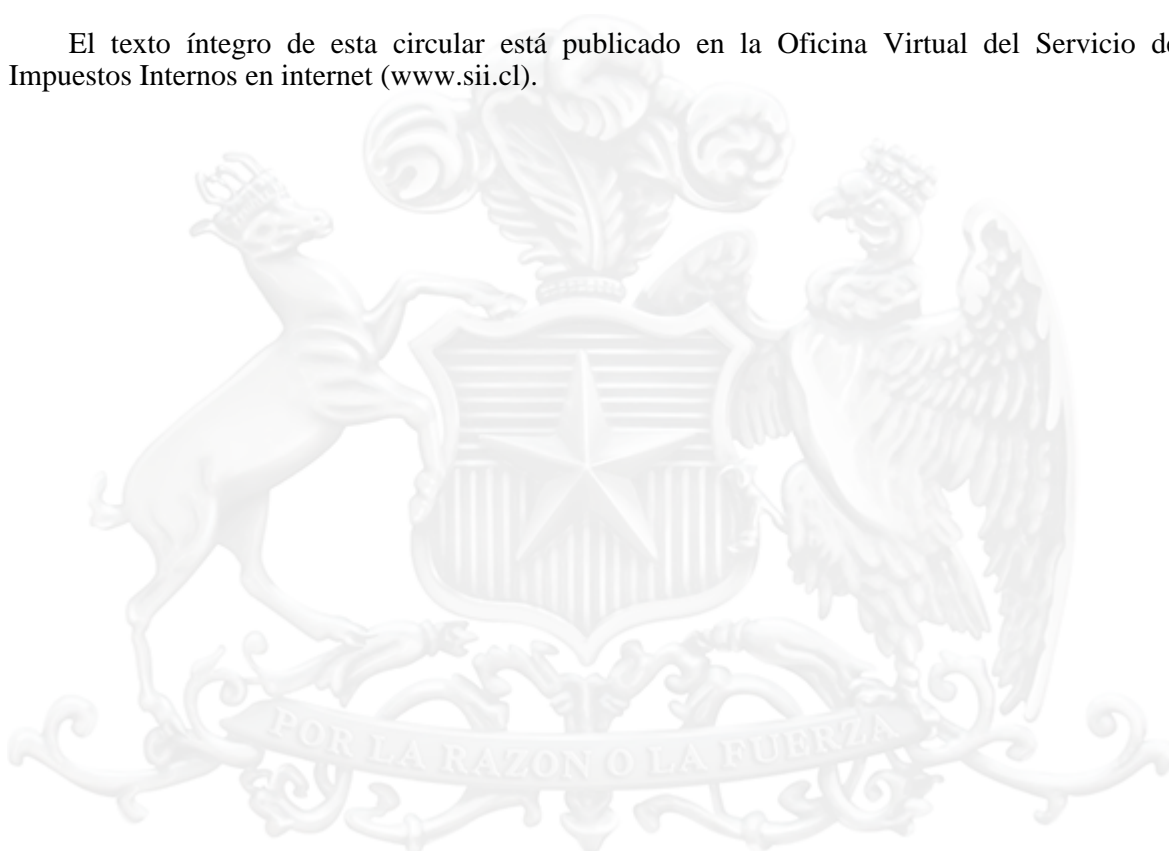 El texto íntegro de esta circular está publicado en la Oficina Virtual del Servicio de
Impuestos Internos en internet (www.sii.cl).
POR LA RAZON O LA FUERZA